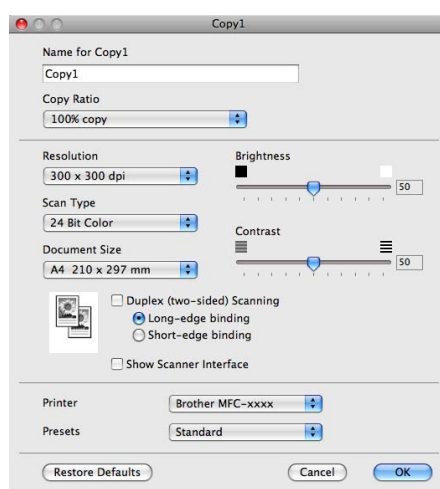 Copy1
Name for Copy1
Copy1
Copy Ratio
100% copy
Resolution
300 x 300 dpi
Scan Type
24 Bit Color
Document Size
A4 210 x 297 mm
Brightness
50
Contrast
50
Duplex (two-sided) Scanning
Long-edge binding
Short-edge binding
Show Scanner Interface
Printer
Brother MFC-xxxx
Presets
Standard
Restore Defaults
Cancel
OK